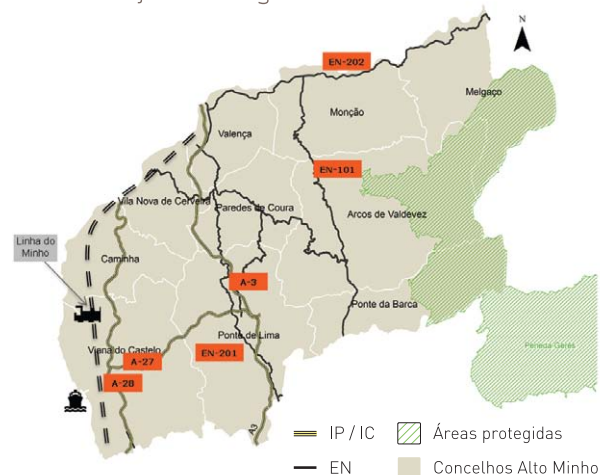 N
EN-202
Melgaço
Monção
Valença
EN-101
Vila Nova de Cerveira
Paredes de Coura
Arcos de Valdevez
Linha do
Minho
Caminha
A-3
Ponte da Barca
Ponte de Lima
Viana do Castelo
EN-201
A-27
A-28
Peneda Geres
A3
IP / IC
Áreas protegidas
EN
Concelhos Alto Minho